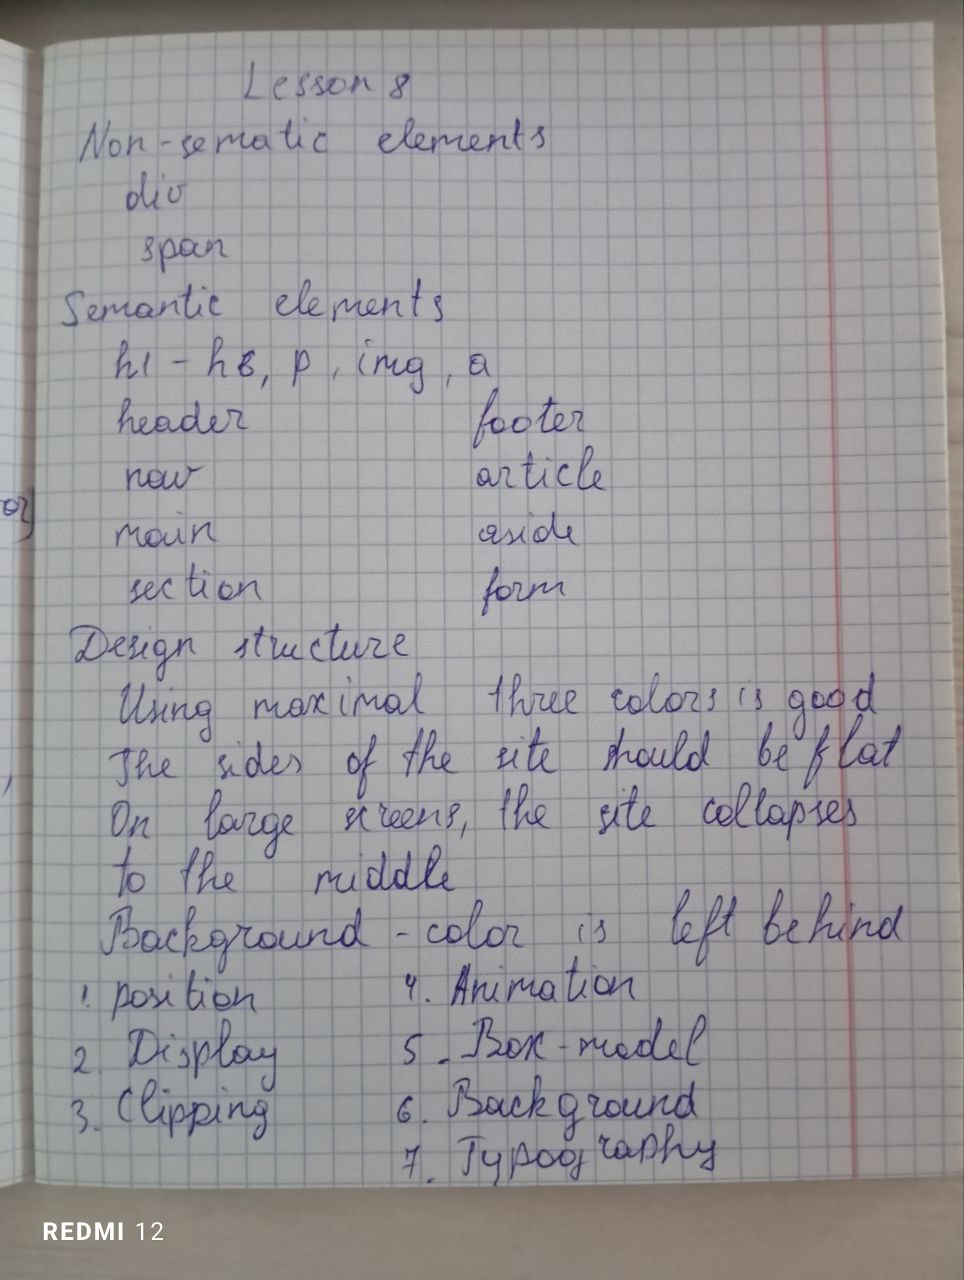 Lesson 8
Non-sematic elements
div
span
Semantic elements
h1 - h6, p, img, a
header footer
nav article
main aside
section form
Design structure
Using maximal three colors is good
The sides of the site should be flat
On large screens, the site collapses
to the middle
Background - color is left behind
1. position 4. Animation
2. Display 5. Box-model
3. Clipping 6. Background
7. Typography
REDMI 12